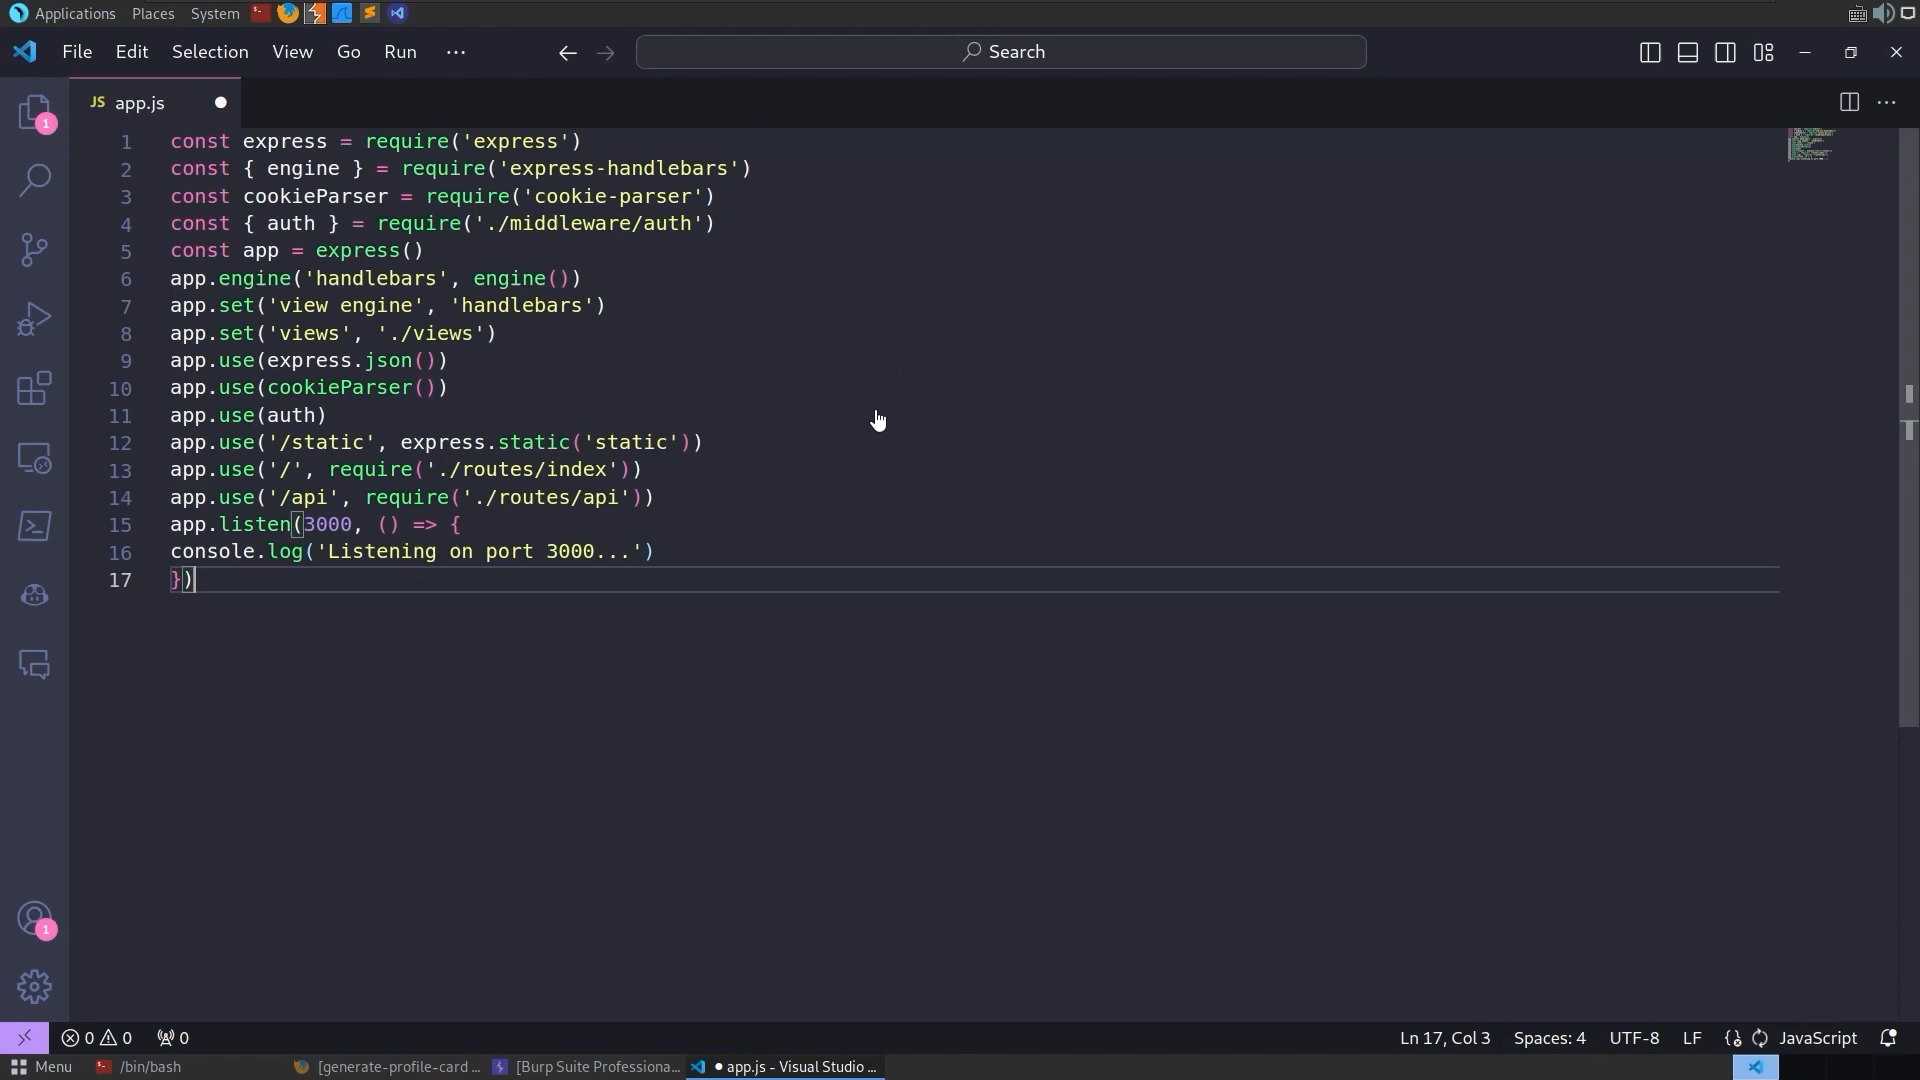 Applications Places System
File Edit Selection View Go Run ···
Search
JS app.js
1 const express = require('express')
2 const { engine } = require('express-handlebars')
3 const cookieParser = require('cookie-parser')
4 const { auth } = require('./middleware/auth')
5 const app = express()
6 app.engine('handlebars', engine())
7 app.set('view engine', 'handlebars')
8 app.set('views', './views')
9 app.use(express.json())
10 app.use(cookieParser())
11 app.use(auth)
12 app.use('/static', express.static('static'))
13 app.use('/', require('./routes/index'))
14 app.use('/api', require('./routes/api'))
15 app.listen(3000, () => {
16 console.log('Listening on port 3000...')
17 })
1
1
0 0 0 Ln 17, Col 3 Spaces: 4 UTF-8 LF JavaScript
Menu /bin/bash [generate-profile-card ... [Burp Suite Professiona... ● app.js - Visual Studio ...